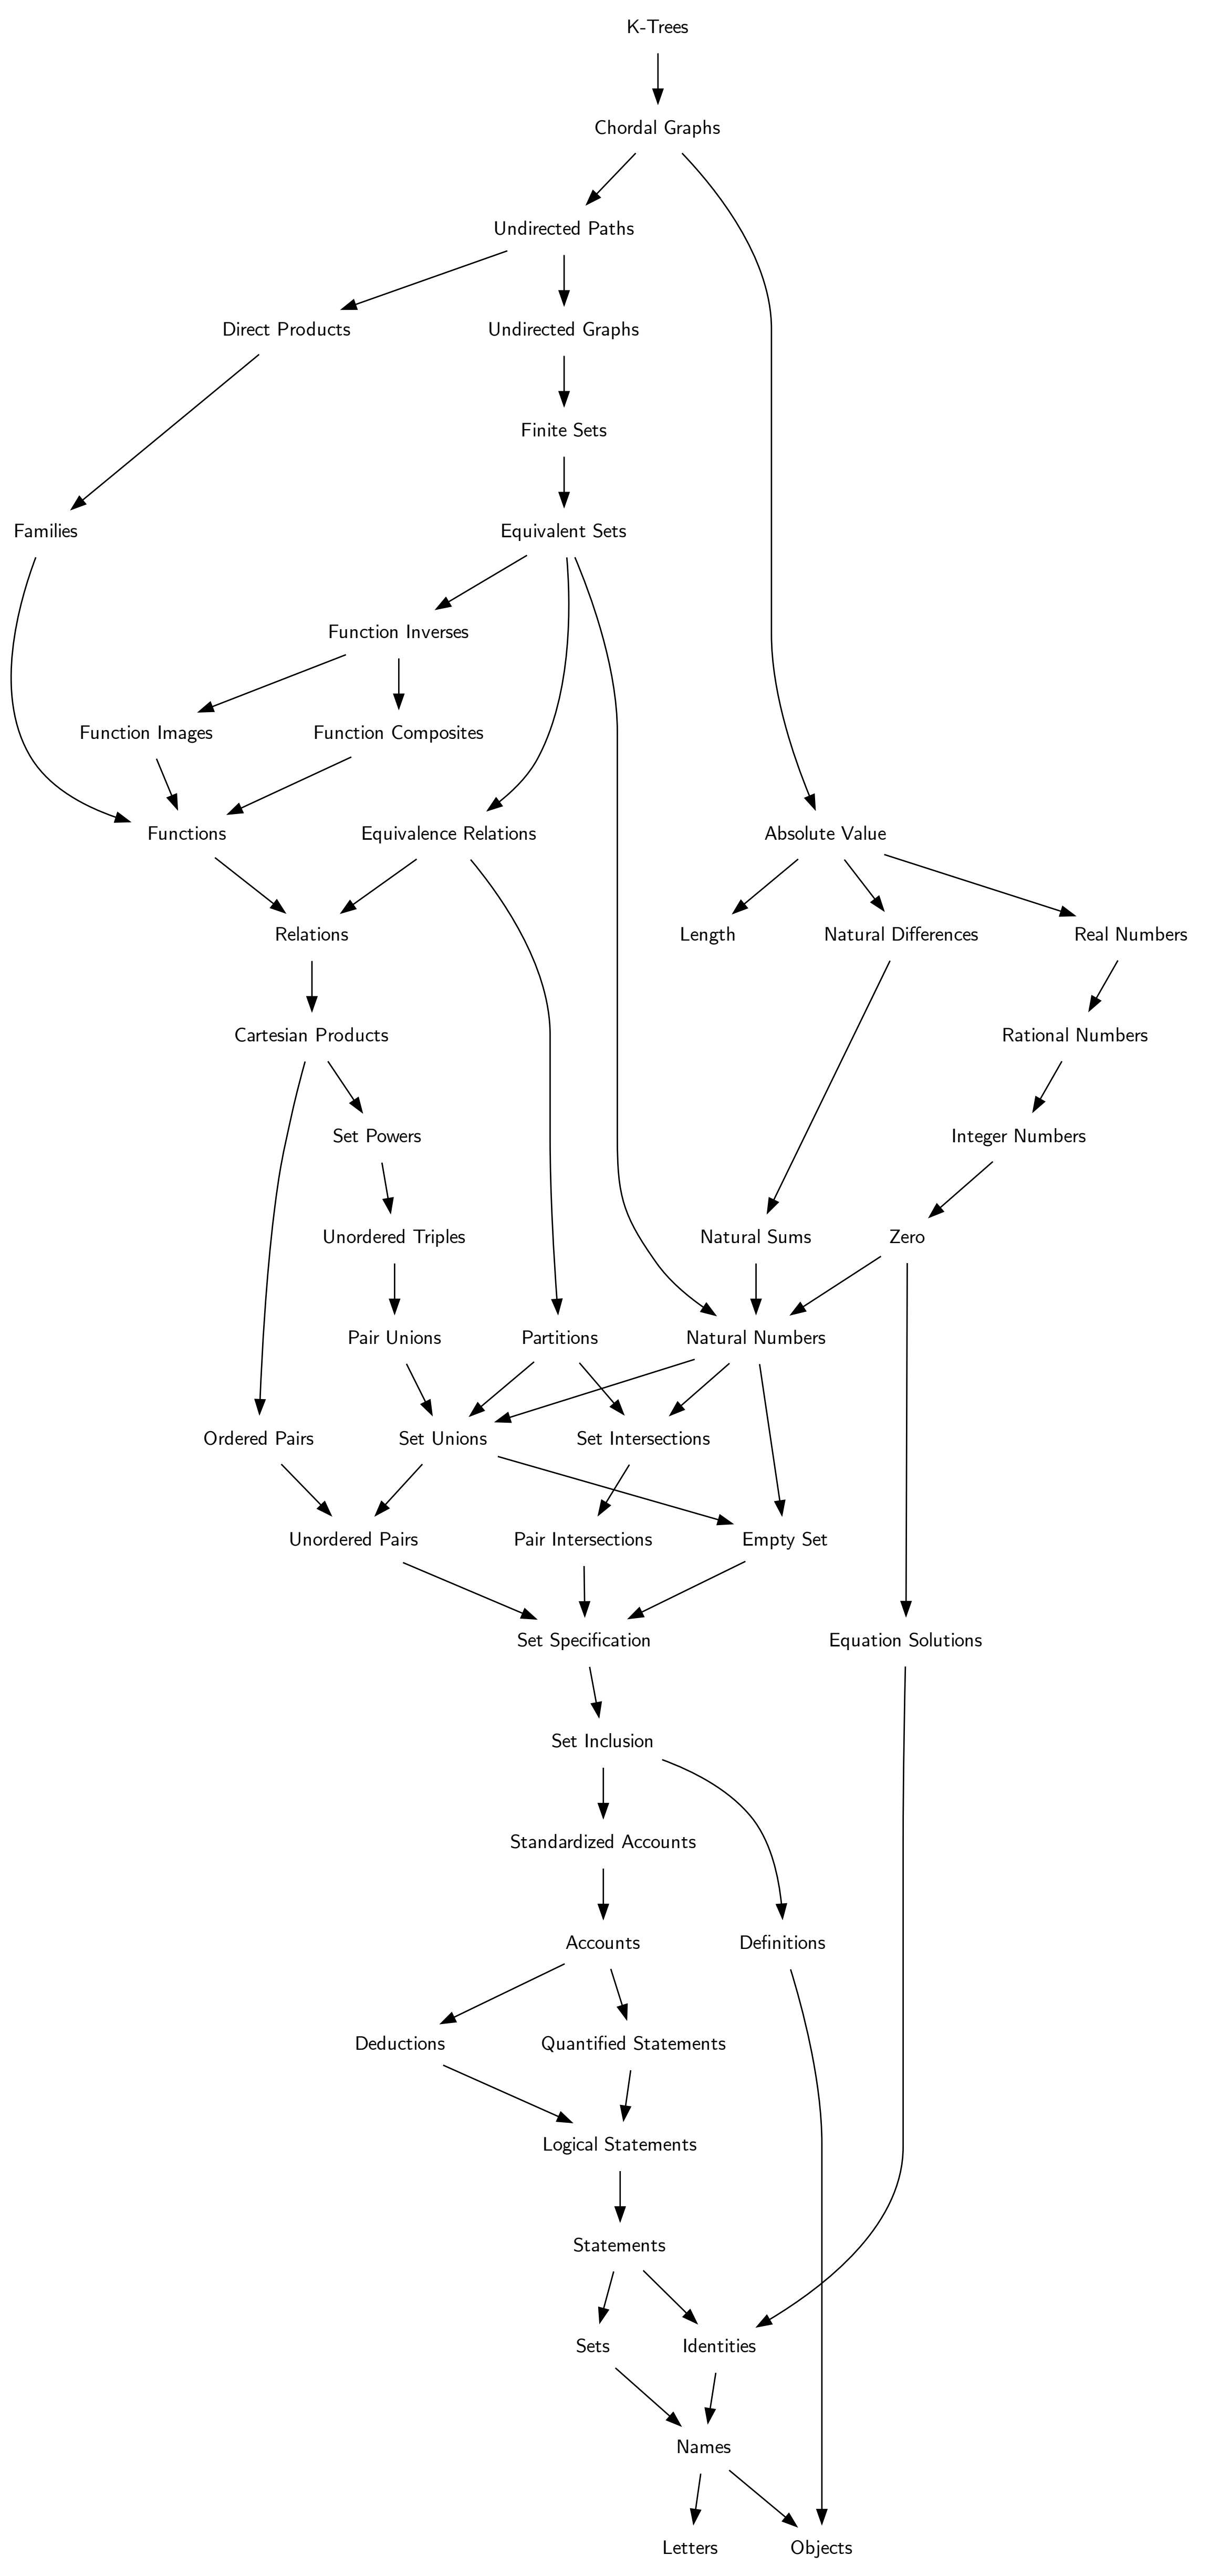 K-Trees
Chordal Graphs
Undirected Paths
Direct Products
Undirected Graphs
Finite Sets
Families
Equivalent Sets
Function Inverses
Function Images
Function Composites
Functions
Equivalence Relations
Absolute Value
Relations
Length
Natural Differences
Real Numbers
Cartesian Products
Rational Numbers
Set Powers
Integer Numbers
Unordered Triples
Natural Sums
Zero
Pair Unions
Partitions
Natural Numbers
Ordered Pairs
Set Unions
Set Intersections
Unordered Pairs
Pair Intersections
Empty Set
Set Specification
Equation Solutions
Set Inclusion
Standardized Accounts
Accounts
Definitions
Deductions
Quantified Statements
Logical Statements
Statements
Sets
Identities
Names
Letters
Objects